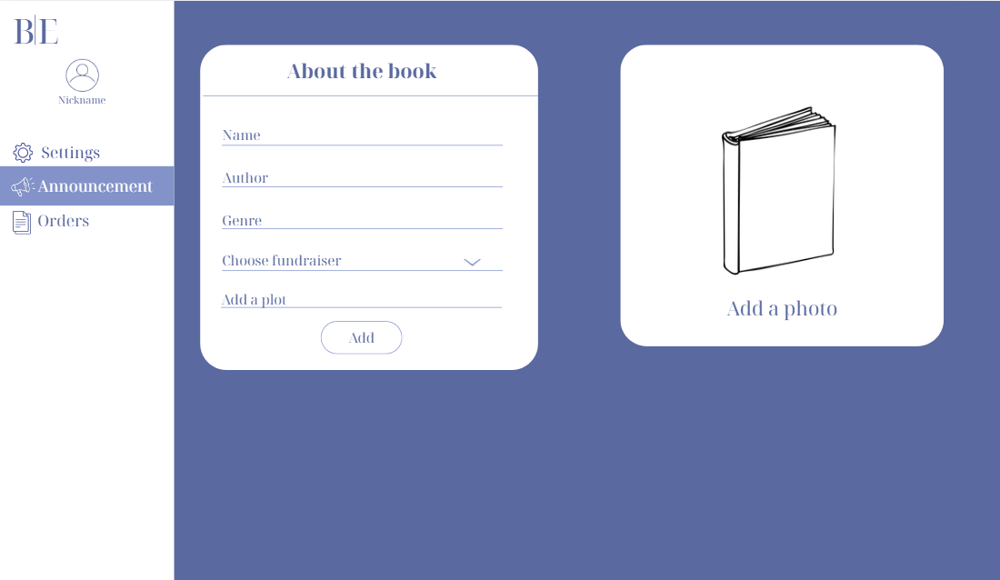 B|E
Nickname
Settings
Announcement
Orders
About the book
Name
Author
Genre
Choose fundraiser
Add a plot
Add
Add a photo